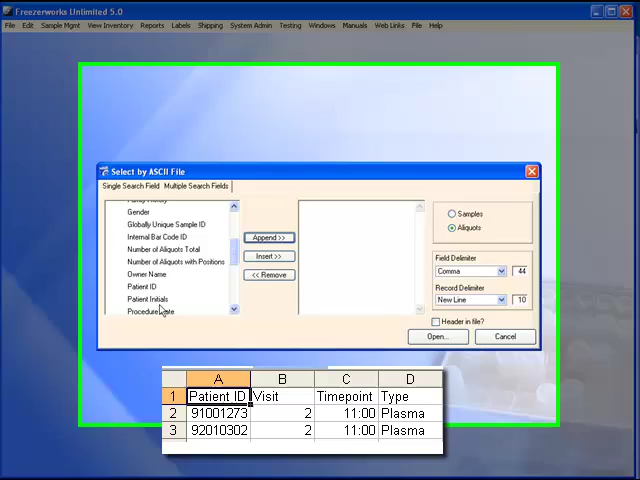 Freezerworks Unlimited 5.0
File Edit Sample Mgmt View Inventory Reports Labels Shipping System Admin Testing Windows Manuals Web Links File Help
Select by ASCII File
Single Search Field Multiple Search Fields
Gender
Globally Unique Sample ID
Internal Bar Code ID
Number of Aliquots Total
Number of Aliquots with Positions
Owner Name
Patient ID
Patient Initials
Procedure Date
Append >>
Insert >>
<< Remove
Samples
Aliquots
Field Delimiter
Comma 44
Record Delimiter
New Line 10
Header in file?
Open... Cancel
A B C D
1 Patient ID Visit Timepoint Type
2 91001273 2 11:00 Plasma
3 92010302 2 11:00 Plasma